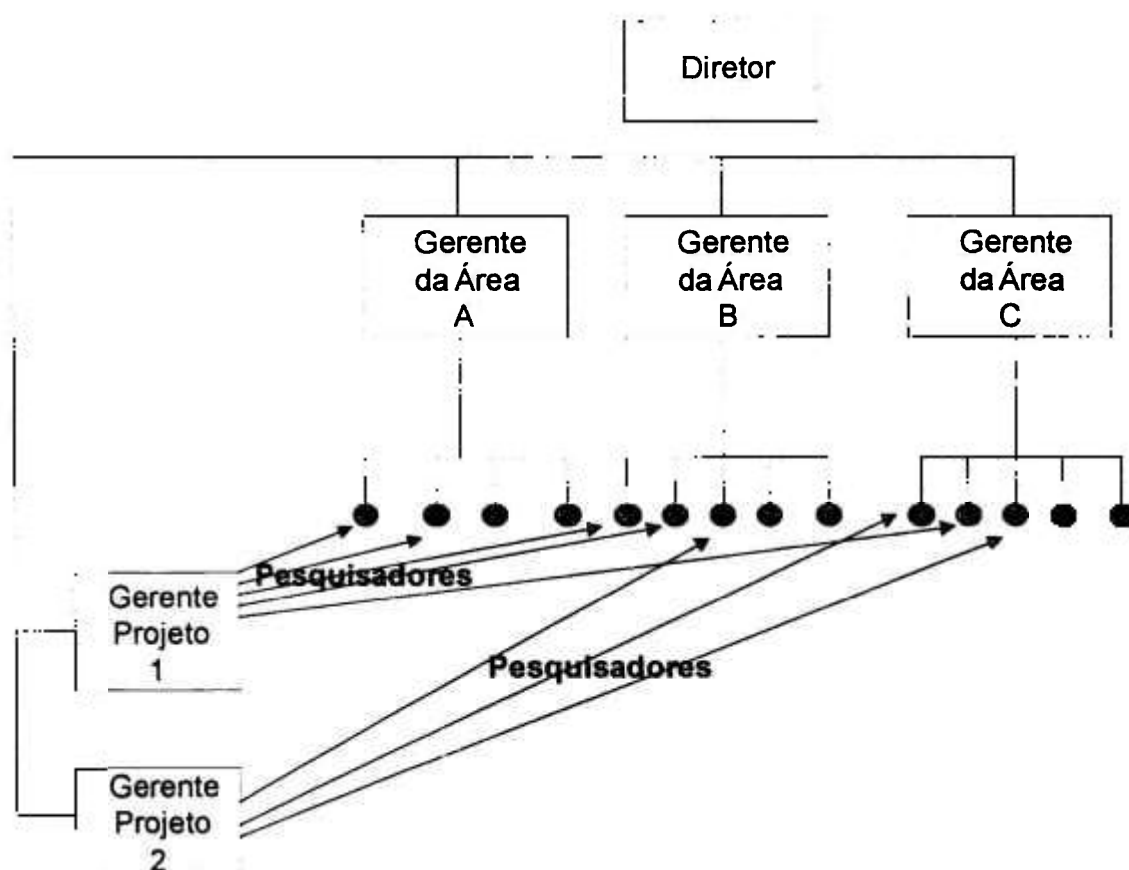 Diretor
Gerente
da Área
A
Gerente
da Área
B
Gerente
da Área
C
Pesquisadores
Gerente
Projeto
1
Pesquisadores
Gerente
Projeto
2